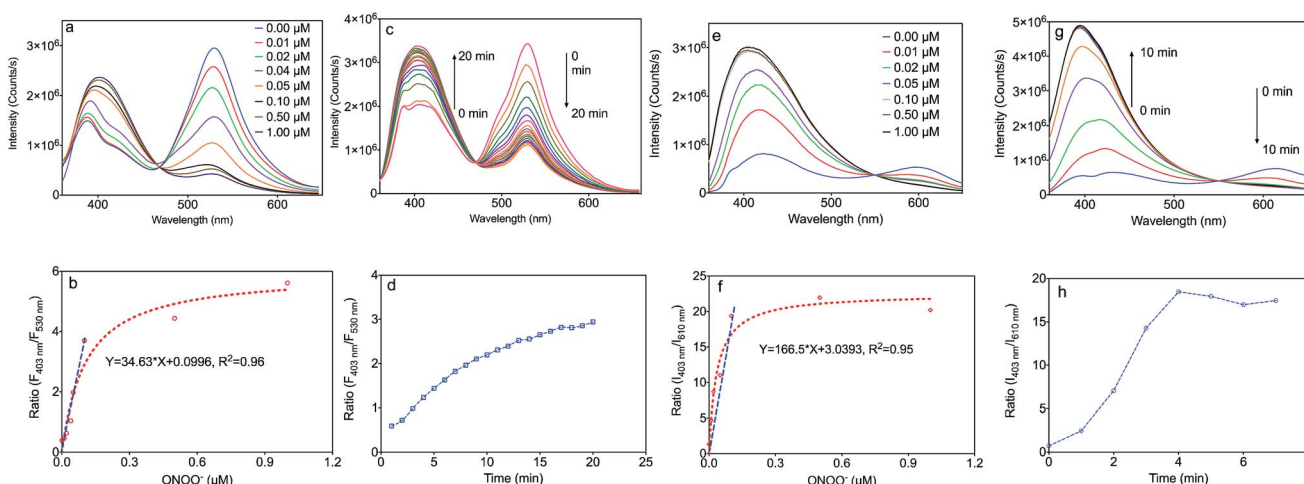 a
0.00 µM
0.01 µM
0.02 µM
0.04 µM
0.05 µM
0.10 µM
0.50 µM
1.00 µM
3×10⁶
2×10⁶
1×10⁶
0
400
500
600
Intensity (Counts/s)
Wavelength (nm)
c
4×10⁶
3×10⁶
2×10⁶
1×10⁶
0
20 min
0 min
0
min
20 min
400
500
600
Intensity (Counts/s)
Wavelength (nm)
e
0.00 µM
0.01 µM
0.02 µM
0.05 µM
0.10 µM
0.50 µM
1.00 µM
3×10⁶
2×10⁶
1×10⁶
0
400
500
600
Intensity (Counts/s)
Wavelength (nm)
g
5×10⁶
4×10⁶
3×10⁶
2×10⁶
1×10⁶
0
10 min
0 min
0 min
10 min
400
500
600
Intensity (Counts/s)
Wavelength (nm)
b
6
4
2
0
Y=34.63*X+0.0996, R²=0.96
0.0
0.3
0.6
0.9
1.2
Ratio (F403 nm/F530 nm)
ONOO⁻ (µM)
d
4
3
2
1
0
0
5
10
15
20
25
Ratio (F403 nm/F530 nm)
Time (min)
f
25
20
15
10
5
0
Y=166.5*X+3.0393, R²=0.95
0.0
0.3
0.6
0.9
1.2
Ratio (I403 nm/I610 nm)
ONOO⁻ (µM)
h
20
15
10
5
0
0
2
4
6
Ratio (I403 nm/I610 nm)
Time (min)